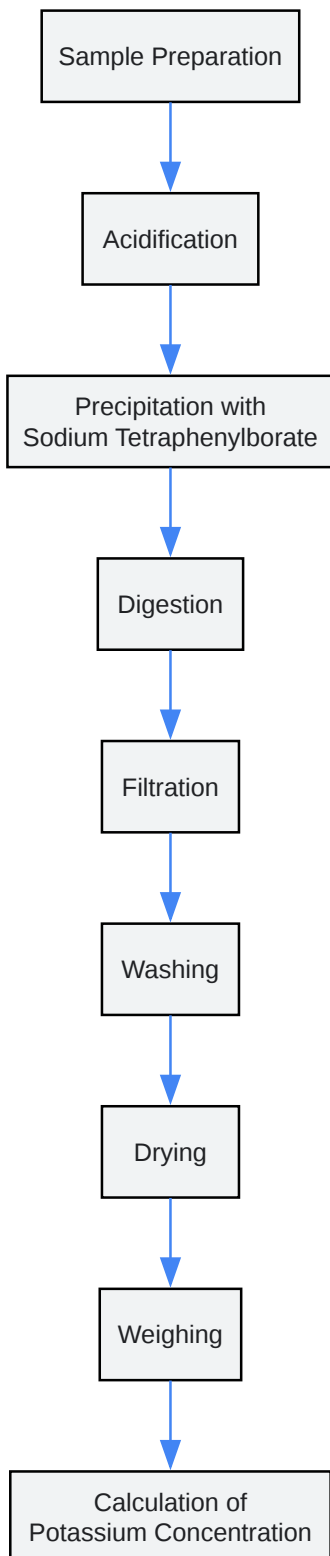 Sample Preparation
Acidification
Precipitation with
Sodium Tetraphenylborate
Digestion
Filtration
Washing
Drying
Weighing
Calculation of
Potassium Concentration